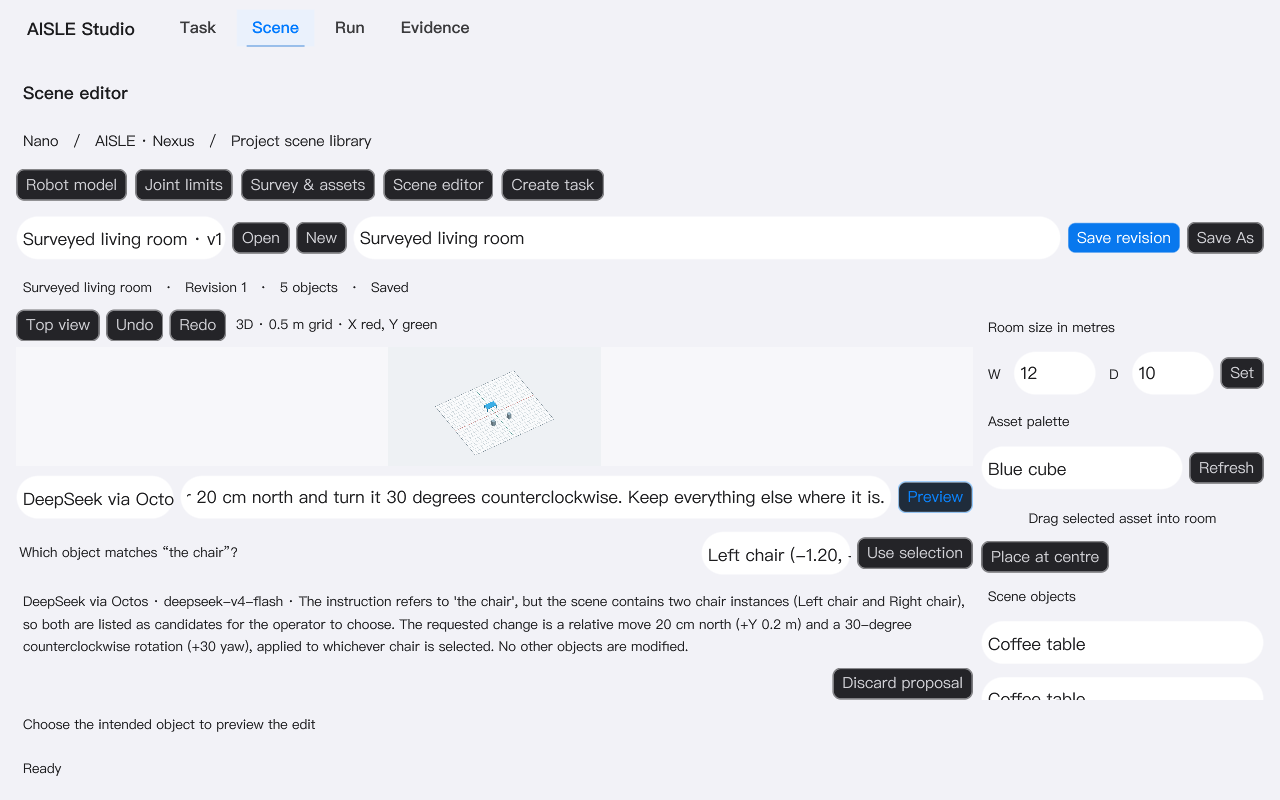 AISLE Studio Task Scene Run Evidence
Scene editor
Nano / AISLE · Nexus / Project scene library
Robot model Joint limits Survey & assets Scene editor Create task
Surveyed living room · v1 Open New Surveyed living room Save revision Save As
Surveyed living room · Revision 1 · 5 objects · Saved
Top view Undo Redo 3D · 0.5 m grid · X red, Y green
Room size in metres
W 12 D 10 Set
Asset palette
Blue cube Refresh
DeepSeek via Octo 20 cm north and turn it 30 degrees counterclockwise. Keep everything else where it is. Preview
Drag selected asset into room
Which object matches “the chair”? Left chair (-1.20, Use selection
Place at centre
DeepSeek via Octos · deepseek-v4-flash · The instruction refers to 'the chair', but the scene contains two chair instances (Left chair and Right chair),
so both are listed as candidates for the operator to choose. The requested change is a relative move 20 cm north (+Y 0.2 m) and a 30-degree
counterclockwise rotation (+30 yaw), applied to whichever chair is selected. No other objects are modified.
Scene objects
Coffee table
Discard proposal
Coffee table
Choose the intended object to preview the edit
Ready